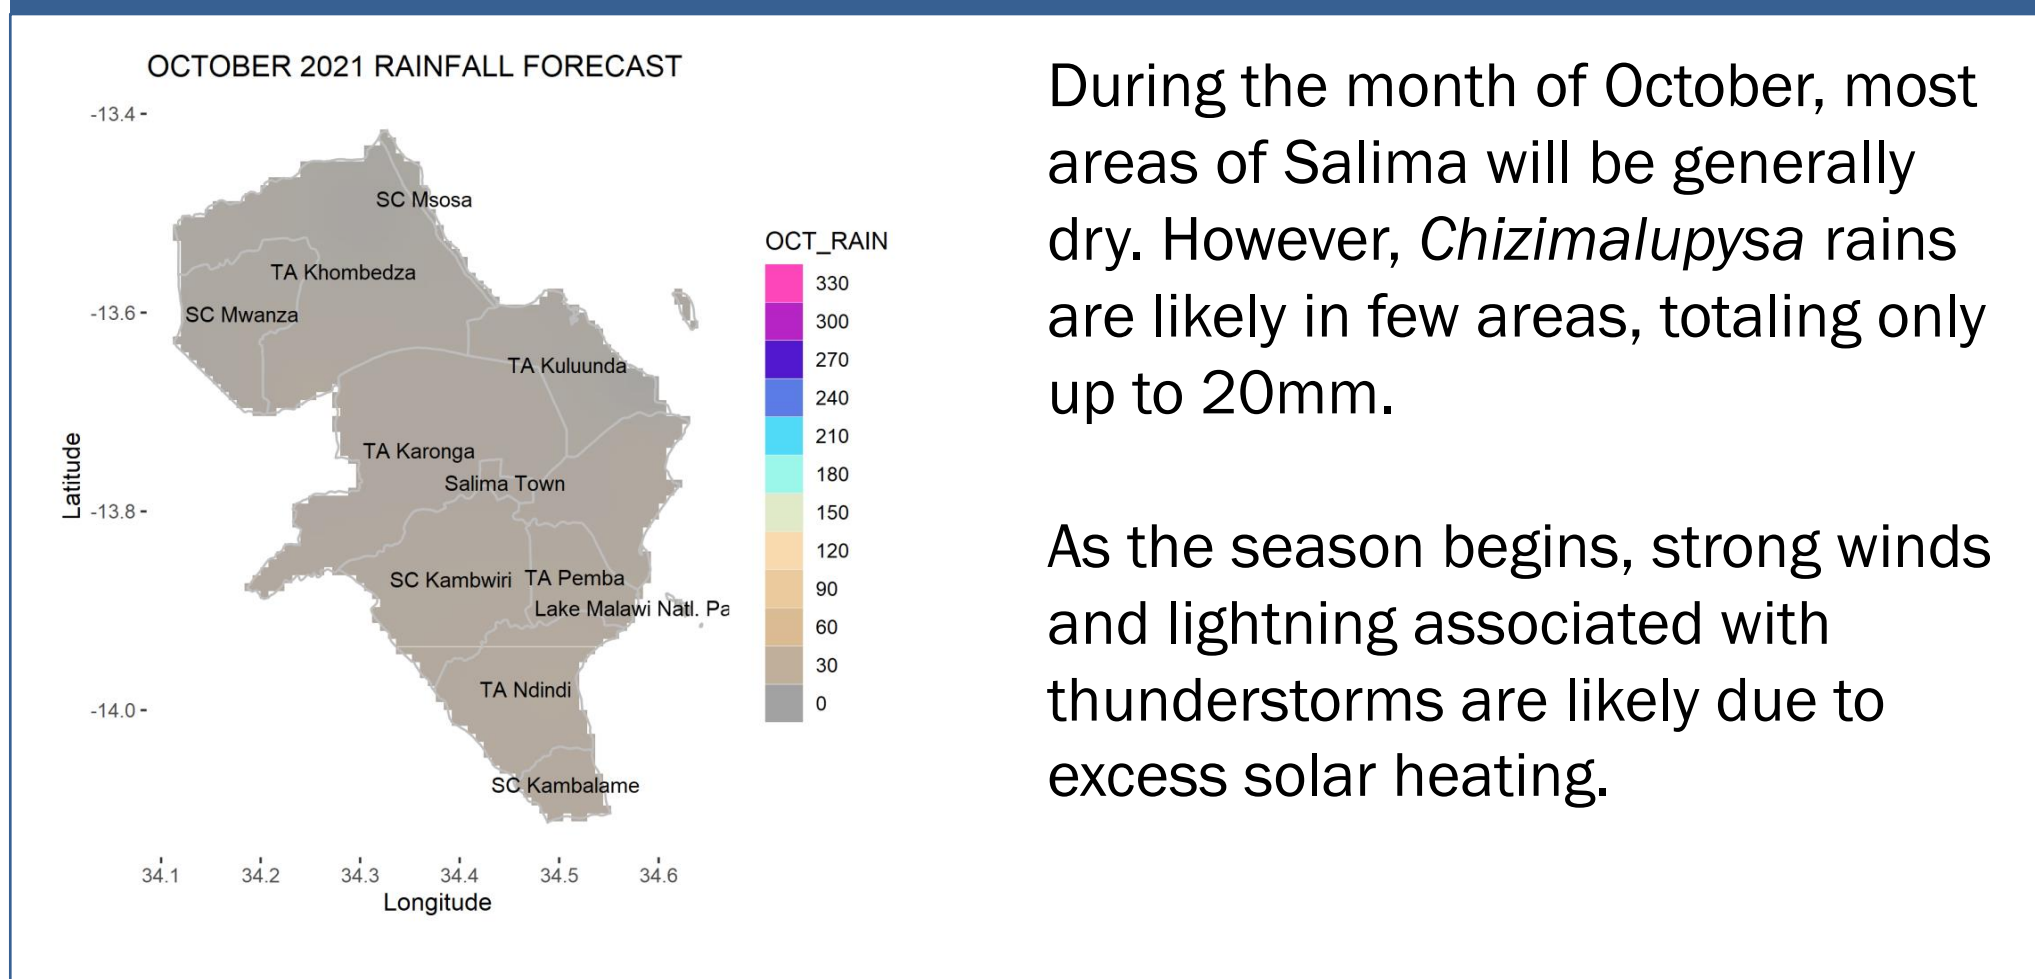 OCTOBER 2021 RAINFALL FORECAST
-13.4
-13.6
-13.8
-14.0
Latitude
SC Msosa
TA Khombedza
SC Mwanza
TA Kuluunda
TA Karonga
Salima Town
SC Kambwiri TA Pemba
Lake Malawi Natl. Pa
TA Ndindi
SC Kambalame
34.1 34.2 34.3 34.4 34.5 34.6
Longitude
OCT_RAIN
330
300
270
240
210
180
150
120
90
60
30
0
During the month of October, most
areas of Salima will be generally
dry. However, Chizimalupysa rains
are likely in few areas, totaling only
up to 20mm.
As the season begins, strong winds
and lightning associated with
thunderstorms are likely due to
excess solar heating.